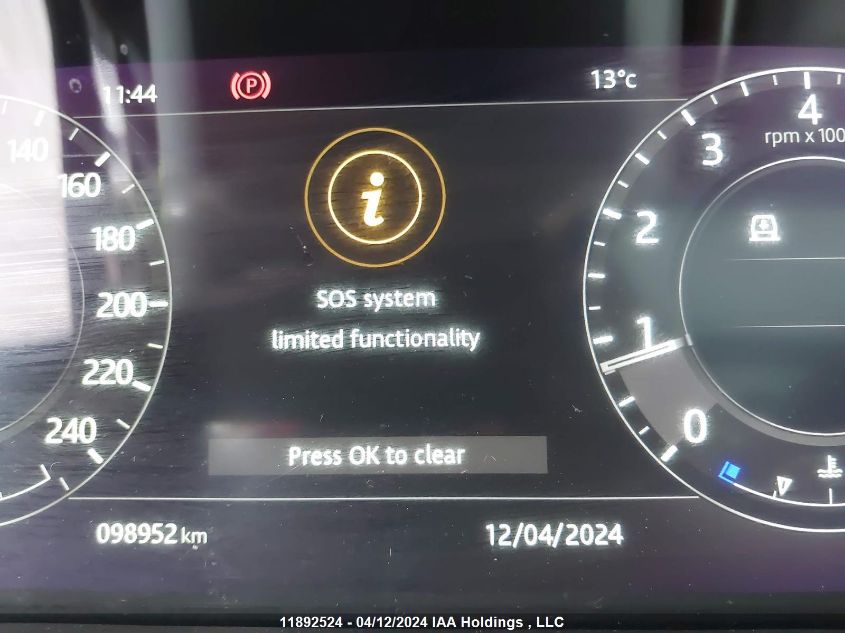 11:44
P
13°c
140
160
180
200
220
240
i
SOS system
limited functionality
Press OK to clear
4
rpm x 100
3
2
1
0
098952 km
12/04/2024
11892524 - 04/12/2024 IAA Holdings , LLC